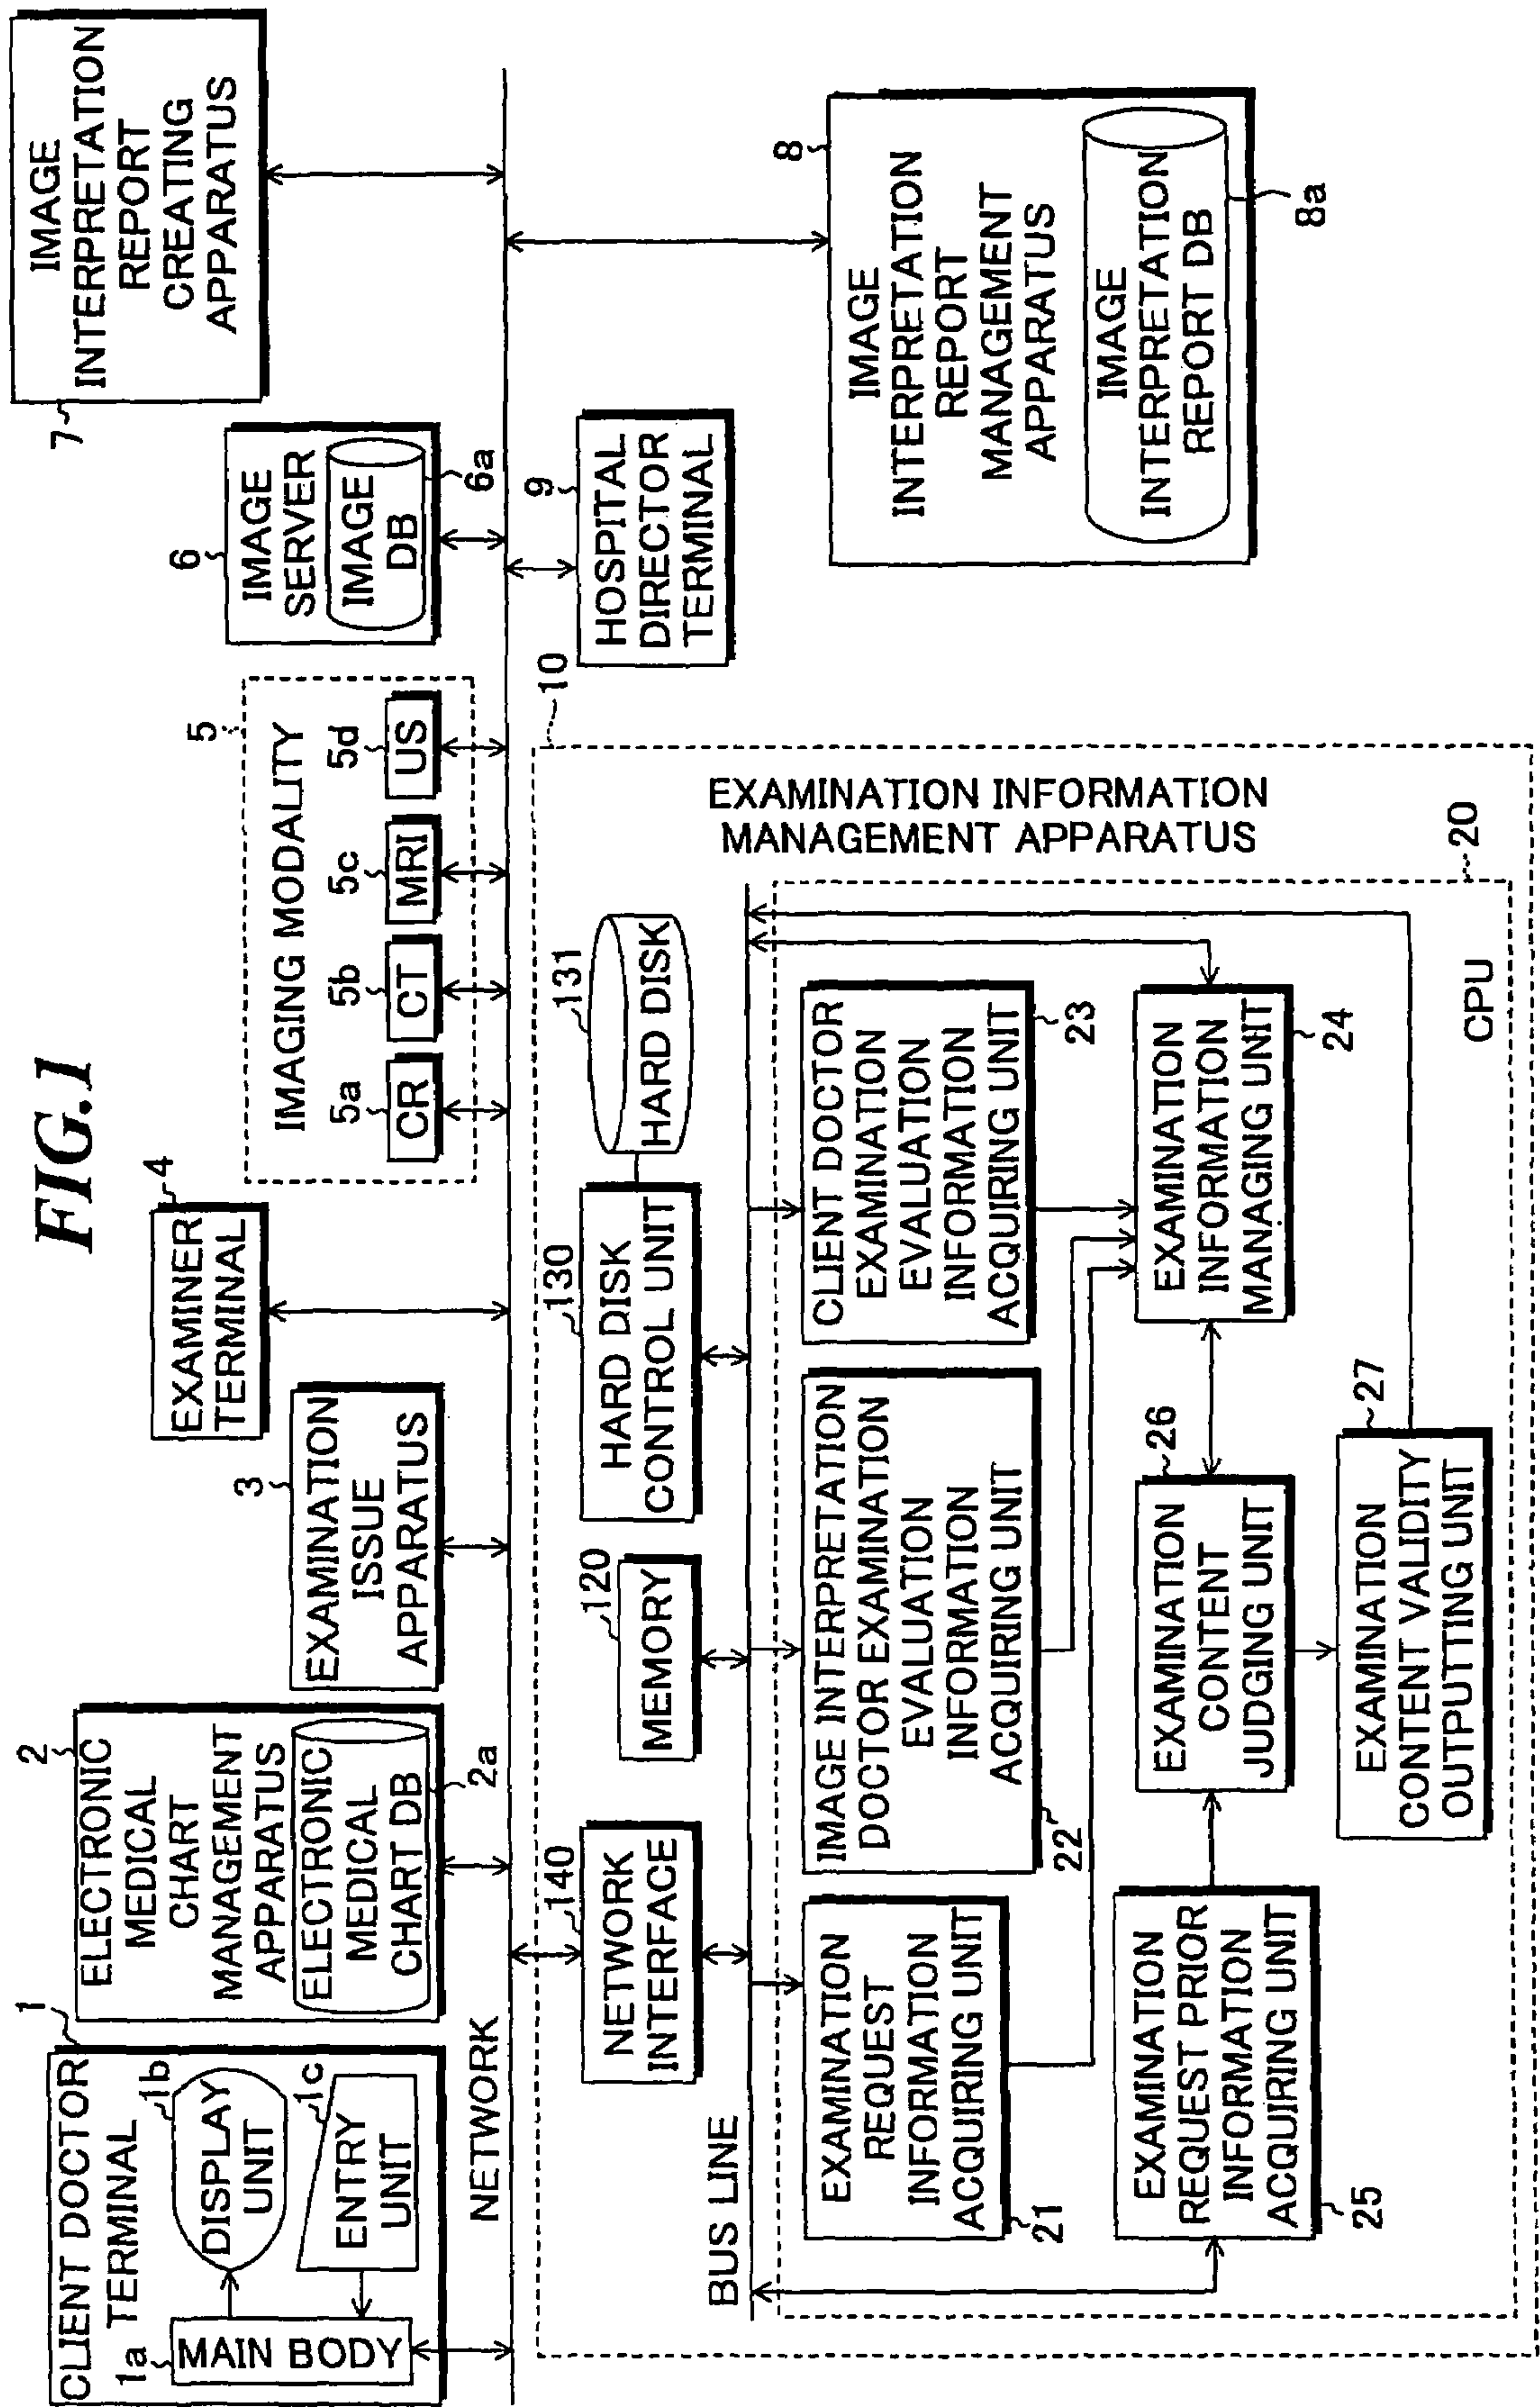 FIG.1
CLIENT DOCTOR
TERMINAL
1
1a
MAIN BODY
1b
DISPLAY
UNIT
1c
ENTRY
UNIT
2
ELECTRONIC
MEDICAL
CHART
MANAGEMENT
APPARATUS
ELECTRONIC
MEDICAL
CHART DB
2a
3
EXAMINATION
ISSUE
APPARATUS
4
EXAMINER
TERMINAL
5
IMAGING MODALITY
5a
5b
5c
5d
CR
CT
MRI
US
6
IMAGE
SERVER
IMAGE
DB
6a
7
IMAGE
INTERPRETATION
REPORT
CREATING
APPARATUS
NETWORK
8
IMAGE
INTERPRETATION
REPORT
MANAGEMENT
APPARATUS
IMAGE
INTERPRETATION
REPORT DB
8a
9
HOSPITAL
DIRECTOR
TERMINAL
10
EXAMINATION INFORMATION
MANAGEMENT APPARATUS
140
NETWORK
INTERFACE
120
MEMORY
130
HARD DISK
CONTROL UNIT
131
HARD DISK
BUS LINE
20
CPU
EXAMINATION
REQUEST
INFORMATION
ACQUIRING UNIT
21
IMAGE INTERPRETATION
DOCTOR EXAMINATION
EVALUATION
INFORMATION
ACQUIRING UNIT
22
CLIENT DOCTOR
EXAMINATION
EVALUATION
INFORMATION
ACQUIRING UNIT
23
EXAMINATION
REQUEST PRIOR
INFORMATION
ACQUIRING UNIT
25
26
EXAMINATION
CONTENT
JUDGING UNIT
EXAMINATION
INFORMATION
MANAGING UNIT
24
27
EXAMINATION
CONTENT VALIDITY
OUTPUTTING UNIT